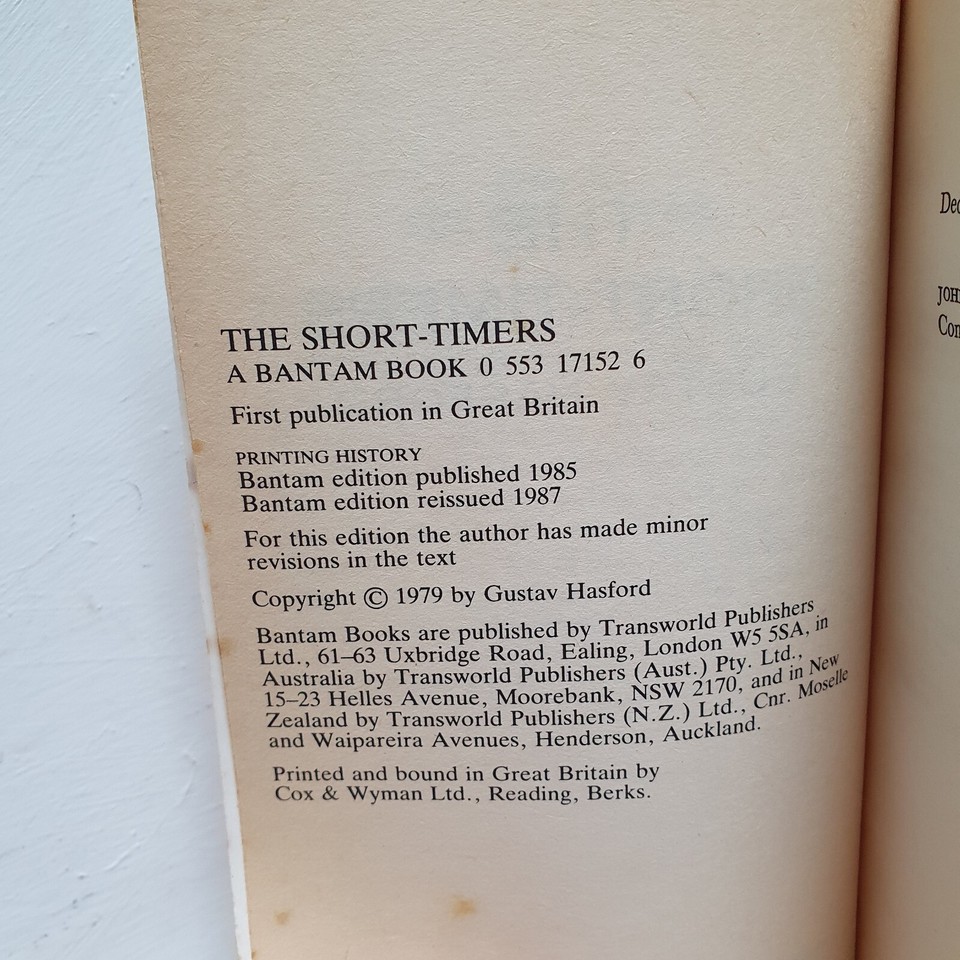 THE SHORT-TIMERS
A BANTAM BOOK 0 553 17152 6
First publication in Great Britain
PRINTING HISTORY
Bantam edition published 1985
Bantam edition reissued 1987
For this edition the author has made minor
revisions in the text
Copyright © 1979 by Gustav Hasford
Bantam Books are published by Transworld Publishers
Ltd., 61–63 Uxbridge Road, Ealing, London W5 5SA, in
Australia by Transworld Publishers (Aust.) Pty. Ltd.,
15–23 Helles Avenue, Moorebank, NSW 2170, and in New
Zealand by Transworld Publishers (N.Z.) Ltd., Cnr. Moselle
and Waipareira Avenues, Henderson, Auckland.
Printed and bound in Great Britain by
Cox & Wyman Ltd., Reading, Berks.